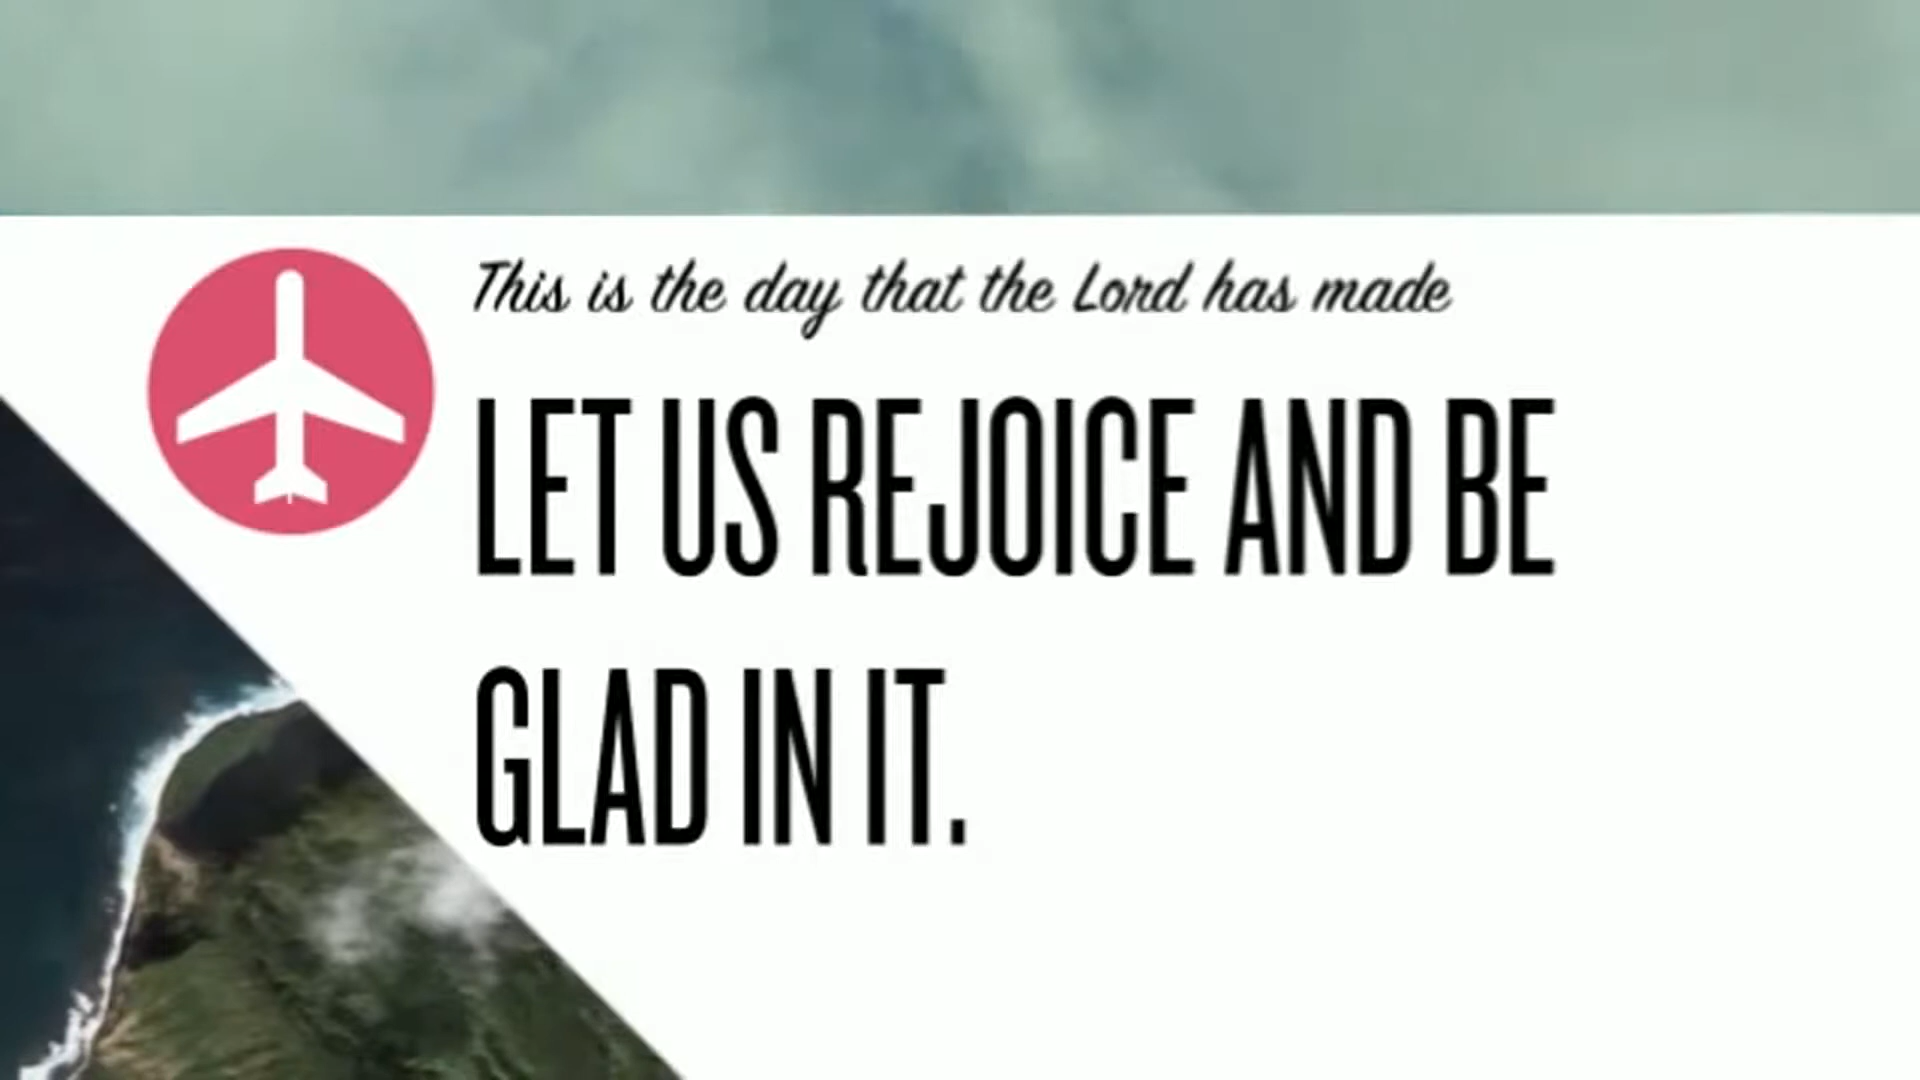 This is the day that the Lord has made
LET US REJOICE AND BE
GLAD IN IT.